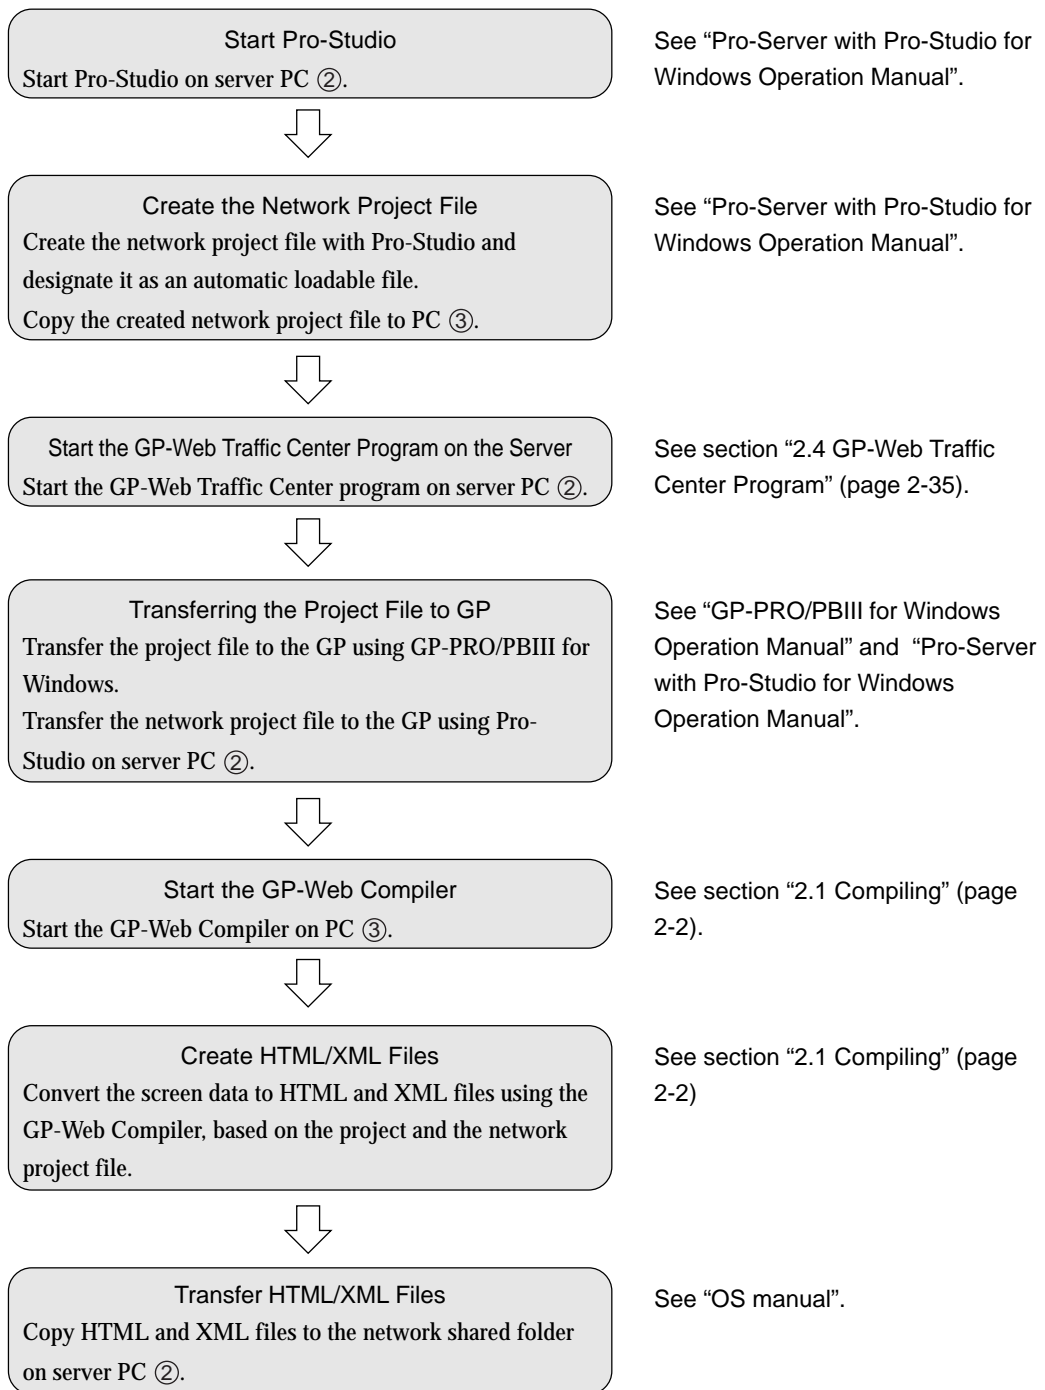 Start Pro-Studio
Start Pro-Studio on server PC ②.
See “Pro-Server with Pro-Studio for
Windows Operation Manual”.
Create the Network Project File
Create the network project file with Pro-Studio and
designate it as an automatic loadable file.
Copy the created network project file to PC ③.
See “Pro-Server with Pro-Studio for
Windows Operation Manual”.
Start the GP-Web Traffic Center Program on the Server
Start the GP-Web Traffic Center program on server PC ②.
See section “2.4 GP-Web Traffic
Center Program” (page 2-35).
Transferring the Project File to GP
Transfer the project file to the GP using GP-PRO/PBIII for
Windows.
Transfer the network project file to the GP using Pro-
Studio on server PC ②.
See “GP-PRO/PBIII for Windows
Operation Manual” and “Pro-Server
with Pro-Studio for Windows
Operation Manual”.
Start the GP-Web Compiler
Start the GP-Web Compiler on PC ③.
See section “2.1 Compiling” (page
2-2).
Create HTML/XML Files
Convert the screen data to HTML and XML files using the
GP-Web Compiler, based on the project and the network
project file.
See section “2.1 Compiling” (page
2-2)
Transfer HTML/XML Files
Copy HTML and XML files to the network shared folder
on server PC ②.
See “OS manual”.